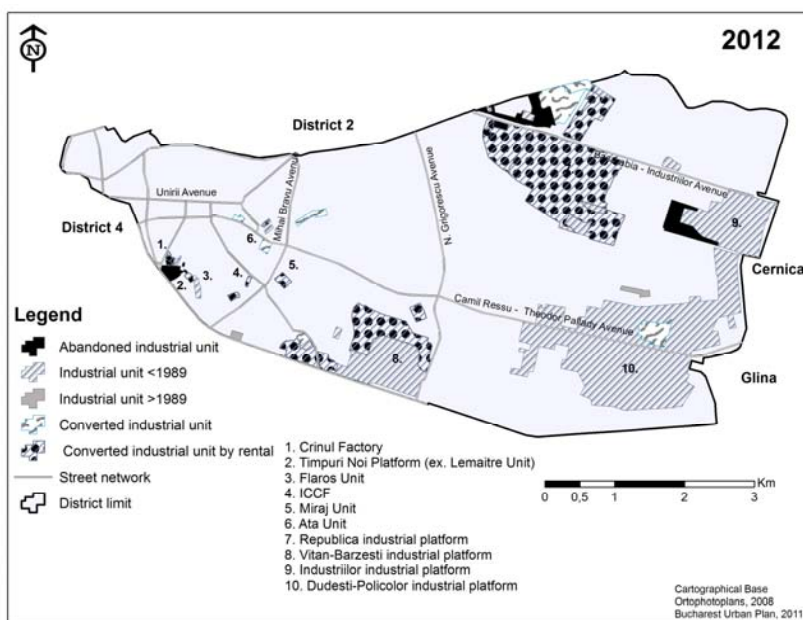 2012
N
District 2
Basarabia - Industriilor Avenue
Unirii Avenue
Mihai Bravu Avenue
N. Grigorescu Avenue
District 4
9.
6.
Cernica
1.
3.
4.
5.
2.
Camil Ressu - Theodor Pallady Avenue
8.
10.
Glina
Legend
Abandoned industrial unit
Industrial unit <1989
Industrial unit >1989
Converted industrial unit
Converted industrial unit by rental
Street network
District limit
1. Crinul Factory
2. Timpuri Noi Platform (ex. Lemaitre Unit)
3. Flaros Unit
4. ICCF
5. Miraj Unit
6. Ata Unit
7. Republica industrial platform
8. Vitan-Barzesti industrial platform
9. Industriilor platform
10. Dudesti-Policolor industrial platform
Km
0 0,5 1 2 3
Cartographical Base
Ortophotoplans, 2008
Bucharest Urban Plan, 2011